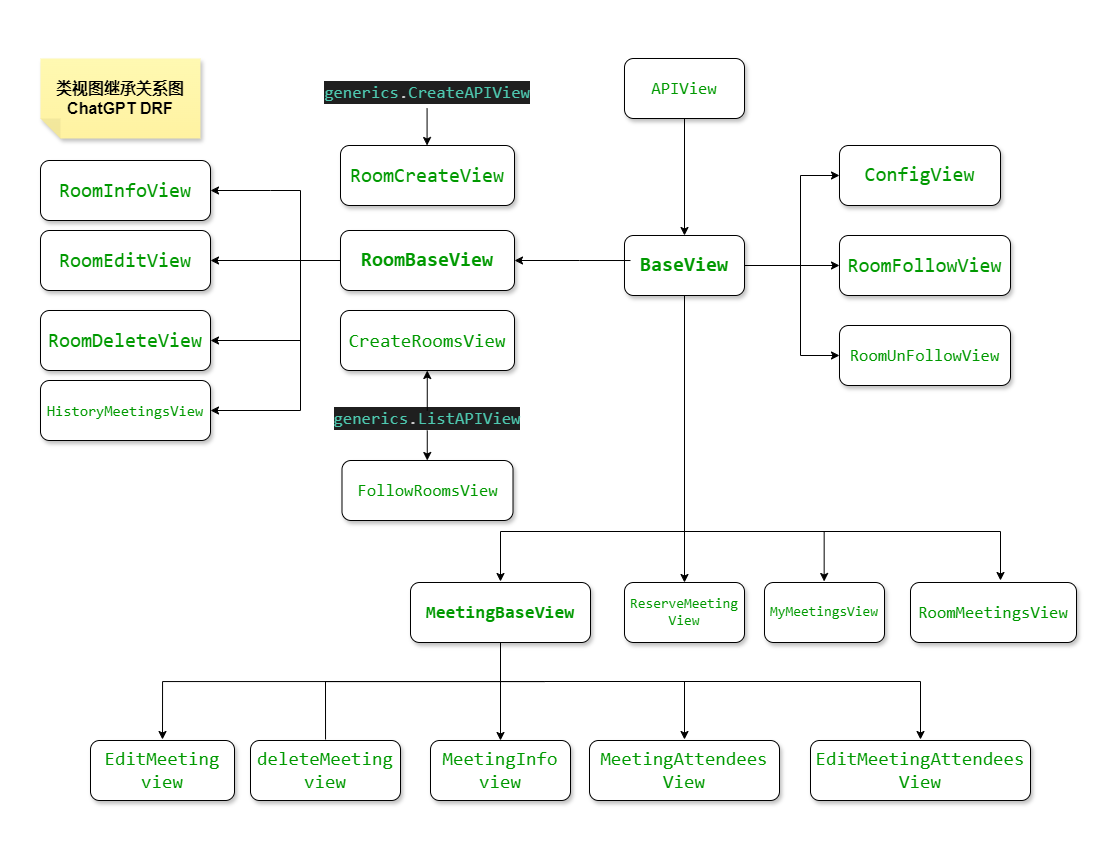 类视图继承关系图
ChatGPT DRF
generics.CreateAPIView
APIView
RoomInfoView
RoomCreateView
ConfigView
RoomEditView
RoomBaseView
BaseView
RoomFollowView
RoomDeleteView
CreateRoomsView
RoomUnFollowView
HistoryMeetingsView
generics.ListAPIView
FollowRoomsView
MeetingBaseView
ReserveMeeting
View
MyMeetingsView
RoomMeetingsView
EditMeeting
view
deleteMeeting
view
MeetingInfo
view
MeetingAttendees
View
EditMeetingAttendees
View